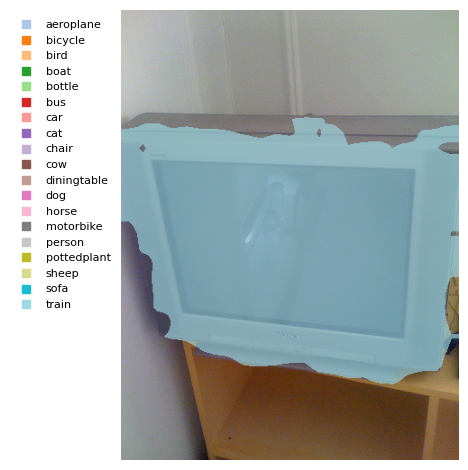 aeroplane
bicycle
bird
boat
bottle
bus
car
cat
chair
cow
diningtable
dog
horse
motorbike
person
pottedplant
sheep
sofa
train